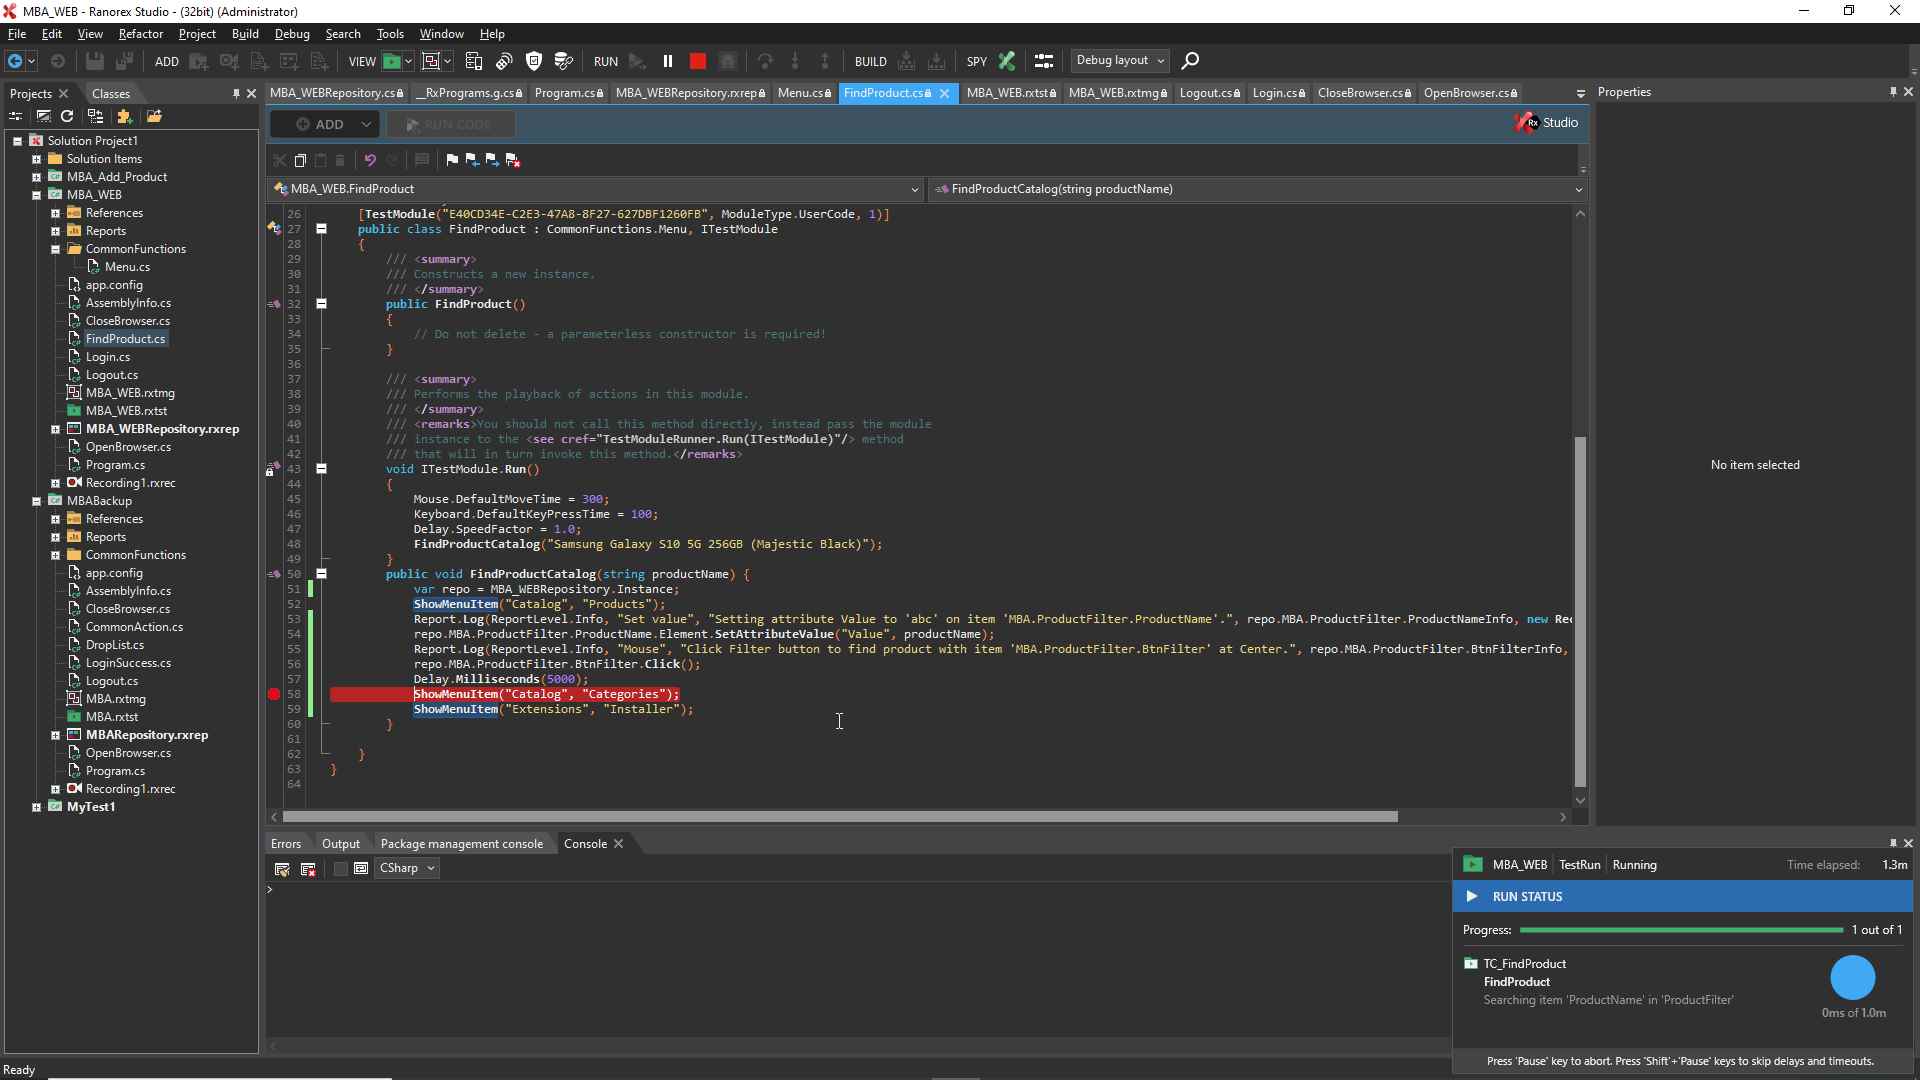 MBA_WEB - Ranorex Studio - (32bit) (Administrator)
File Edit View Refactor Project Build Debug Search Tools Window Help
ADD VIEW RUN BUILD SPY Debug layout
Projects Classes
MBA_WEBRepository.cs __RxPrograms.g.cs Program.cs MBA_WEBRepository.rxrep Menu.cs FindProduct.cs MBA_WEB.rxtst MBA_WEB.rxtmg Logout.cs Login.cs CloseBrowser.cs OpenBrowser.cs
Properties
ADD RUN CODE
Rx Studio
MBA_WEB.FindProduct
FindProductCatalog(string productName)
Solution Project1
Solution Items
MBA_Add_Product
MBA_WEB
References
Reports
CommonFunctions
Menu.cs
app.config
AssemblyInfo.cs
CloseBrowser.cs
FindProduct.cs
Login.cs
Logout.cs
MBA_WEB.rxtmg
MBA_WEB.rxtst
MBA_WEBRepository.rxrep
OpenBrowser.cs
Program.cs
Recording1.rxrec
MBABackup
References
Reports
CommonFunctions
app.config
AssemblyInfo.cs
CloseBrowser.cs
CommonAction.cs
DropList.cs
LoginSuccess.cs
Logout.cs
MBA.rxtmg
MBA.rxtst
MBARepository.rxrep
OpenBrowser.cs
Program.cs
Recording1.rxrec
MyTest1
26 [TestModule("E40CD34E-C2E3-47A8-8F27-627DBF1260FB", ModuleType.UserCode, 1)]
27 public class FindProduct : CommonFunctions.Menu, ITestModule
28 {
29 /// <summary>
30 /// Constructs a new instance.
31 /// </summary>
32 public FindProduct()
33 {
34 // Do not delete - a parameterless constructor is required!
35 }
36
37 /// <summary>
38 /// Performs the playback of actions in this module.
39 /// </summary>
40 /// <remarks>You should not call this method directly, instead pass the module
41 /// instance to the <see cref="TestModuleRunner.Run(ITestModule)"/> method
42 /// that will in turn invoke this method.</remarks>
43 void ITestModule.Run()
44 {
45 Mouse.DefaultMoveTime = 300;
46 Keyboard.DefaultKeyPressTime = 100;
47 Delay.SpeedFactor = 1.0;
48 FindProductCatalog("Samsung Galaxy S10 5G 256GB (Majestic Black)");
49 }
50 public void FindProductCatalog(string productName) {
51 var repo = MBA_WEBRepository.Instance;
52 ShowMenuItem("Catalog", "Products");
53 Report.Log(ReportLevel.Info, "Set value", "Setting attribute Value to 'abc' on item 'MBA.ProductFilter.ProductName'.", repo.MBA.ProductFilter.ProductNameInfo, new Rec
54 repo.MBA.ProductFilter.ProductName.Element.SetAttributeValue("Value", productName);
55 Report.Log(ReportLevel.Info, "Mouse", "Click Filter button to find product with item 'MBA.ProductFilter.BtnFilter' at Center.", repo.MBA.ProductFilter.BtnFilterInfo,
56 repo.MBA.ProductFilter.BtnFilter.Click();
57 Delay.Milliseconds(5000);
58 ShowMenuItem("Catalog", "Categories");
59 ShowMenuItem("Extensions", "Installer");
60 }
61
62 }
63 }
64
No item selected
Errors Output Package management console Console
CSharp
>
MBA_WEB TestRun Running Time elapsed: 1.3m
RUN STATUS
Progress: 1 out of 1
TC_FindProduct
FindProduct
Searching item 'ProductName' in 'ProductFilter'
0ms of 1.0m
Press 'Pause' key to abort. Press 'Shift'+'Pause' keys to skip delays and timeouts.
Ready